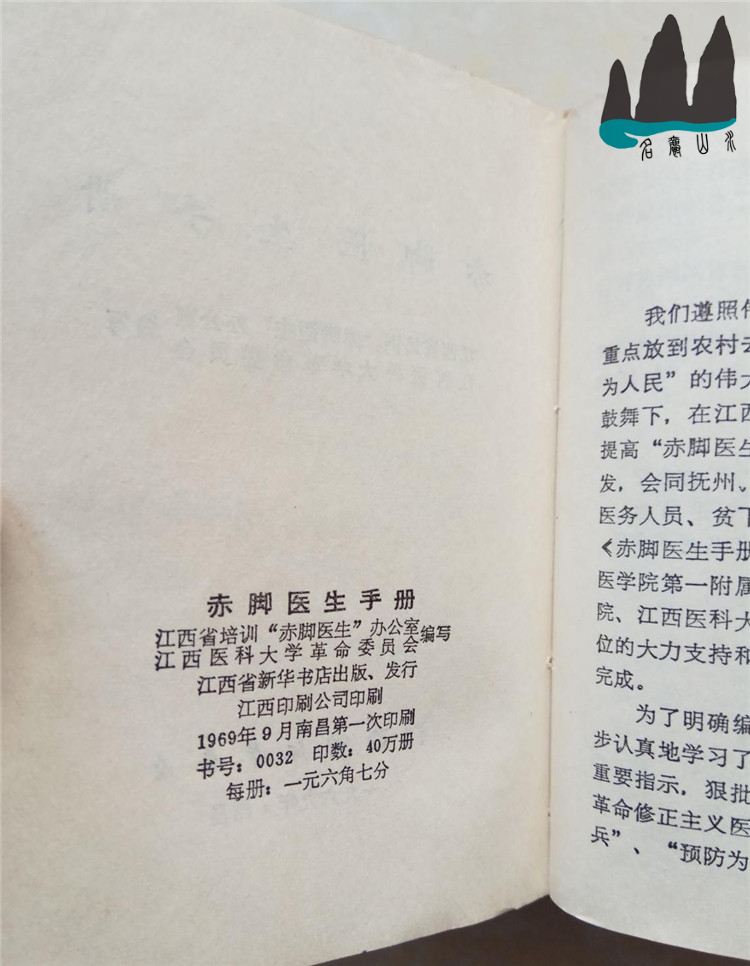 赤脚医生手册
江西省培训“赤脚医生”办公室
江西医科大学革命委员会 编写
江西省新华书店出版、发行
江西印刷公司印刷
1969年9月南昌第一次印刷
书号：0032 印数：40万册
每册：一元六角七分
我们遵照伟
重点放到农村去
为人民”的伟大
鼓舞下，在江西
提高“赤脚医生
发，会同抚州、
医务人员、贫下
《赤脚医生手册
医学院第一附属
院、江西医科大
位的大力支持和
完成。
为了明确编
步认真地学习了
重要指示，狠批
革命修正主义医
兵”、“预防为
山水